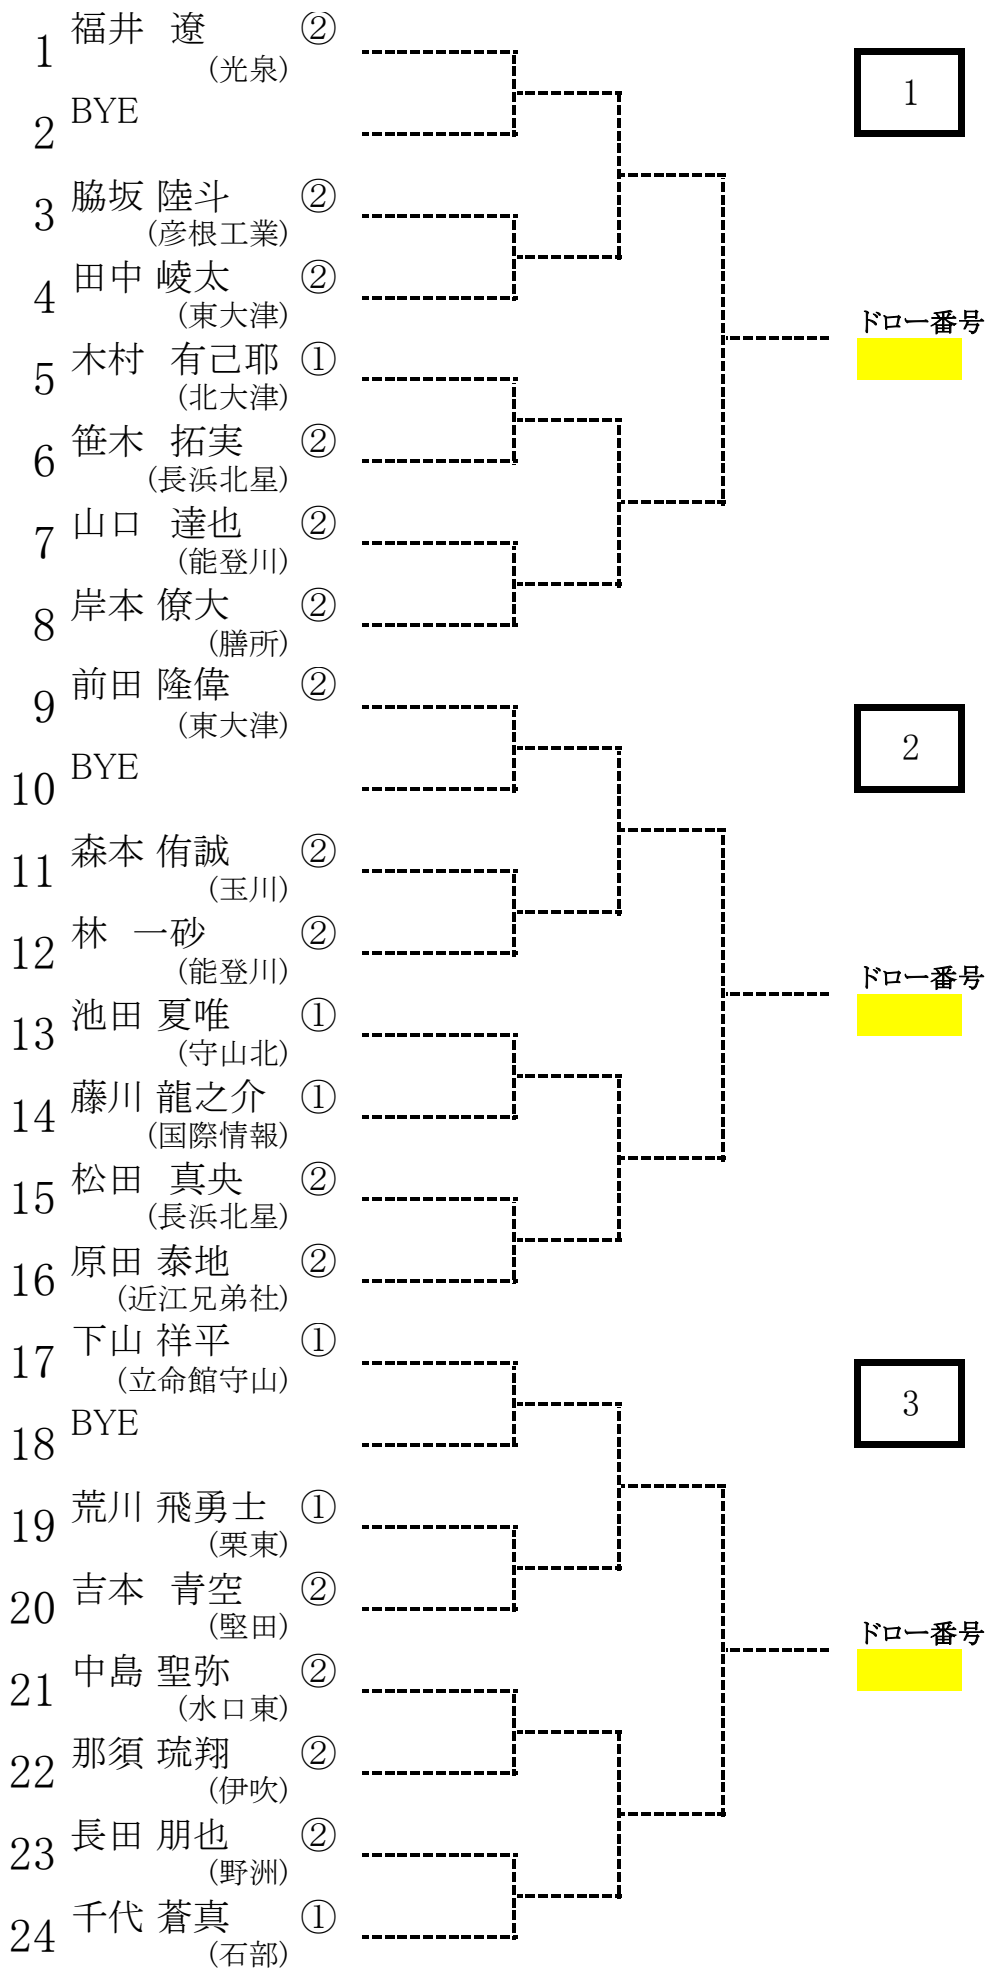 福井 遼 ②
1
(光泉)
1
BYE
2
脇坂 陸斗 ②
3
(彦根工業)
田中 崚太 ②
4
(東大津)
ドロー番号
木村 有己耶 ①
5
(北大津)
笹木 拓実 ②
6
(長浜北星)
山口 達也 ②
7
(能登川)
岸本 僚大 ②
8
(膳所)
前田 隆偉 ②
9
(東大津)
2
BYE
10
森本 侑誠 ②
11
(玉川)
林 一砂 ②
12
(能登川)
ドロー番号
池田 夏唯 ①
13
(守山北)
藤川 龍之介 ①
14
(国際情報)
松田 真央 ②
15
(長浜北星)
原田 泰地 ②
16
(近江兄弟社)
下山 祥平 ①
17
(立命館守山)
3
BYE
18
荒川 飛勇士 ①
19
(栗東)
吉本 青空 ②
20
(堅田)
ドロー番号
中島 聖弥 ②
21
(水口東)
那須 琉翔 ②
22
(伊吹)
長田 朋也 ②
23
(野洲)
千代 蒼真 ①
24
(石部)